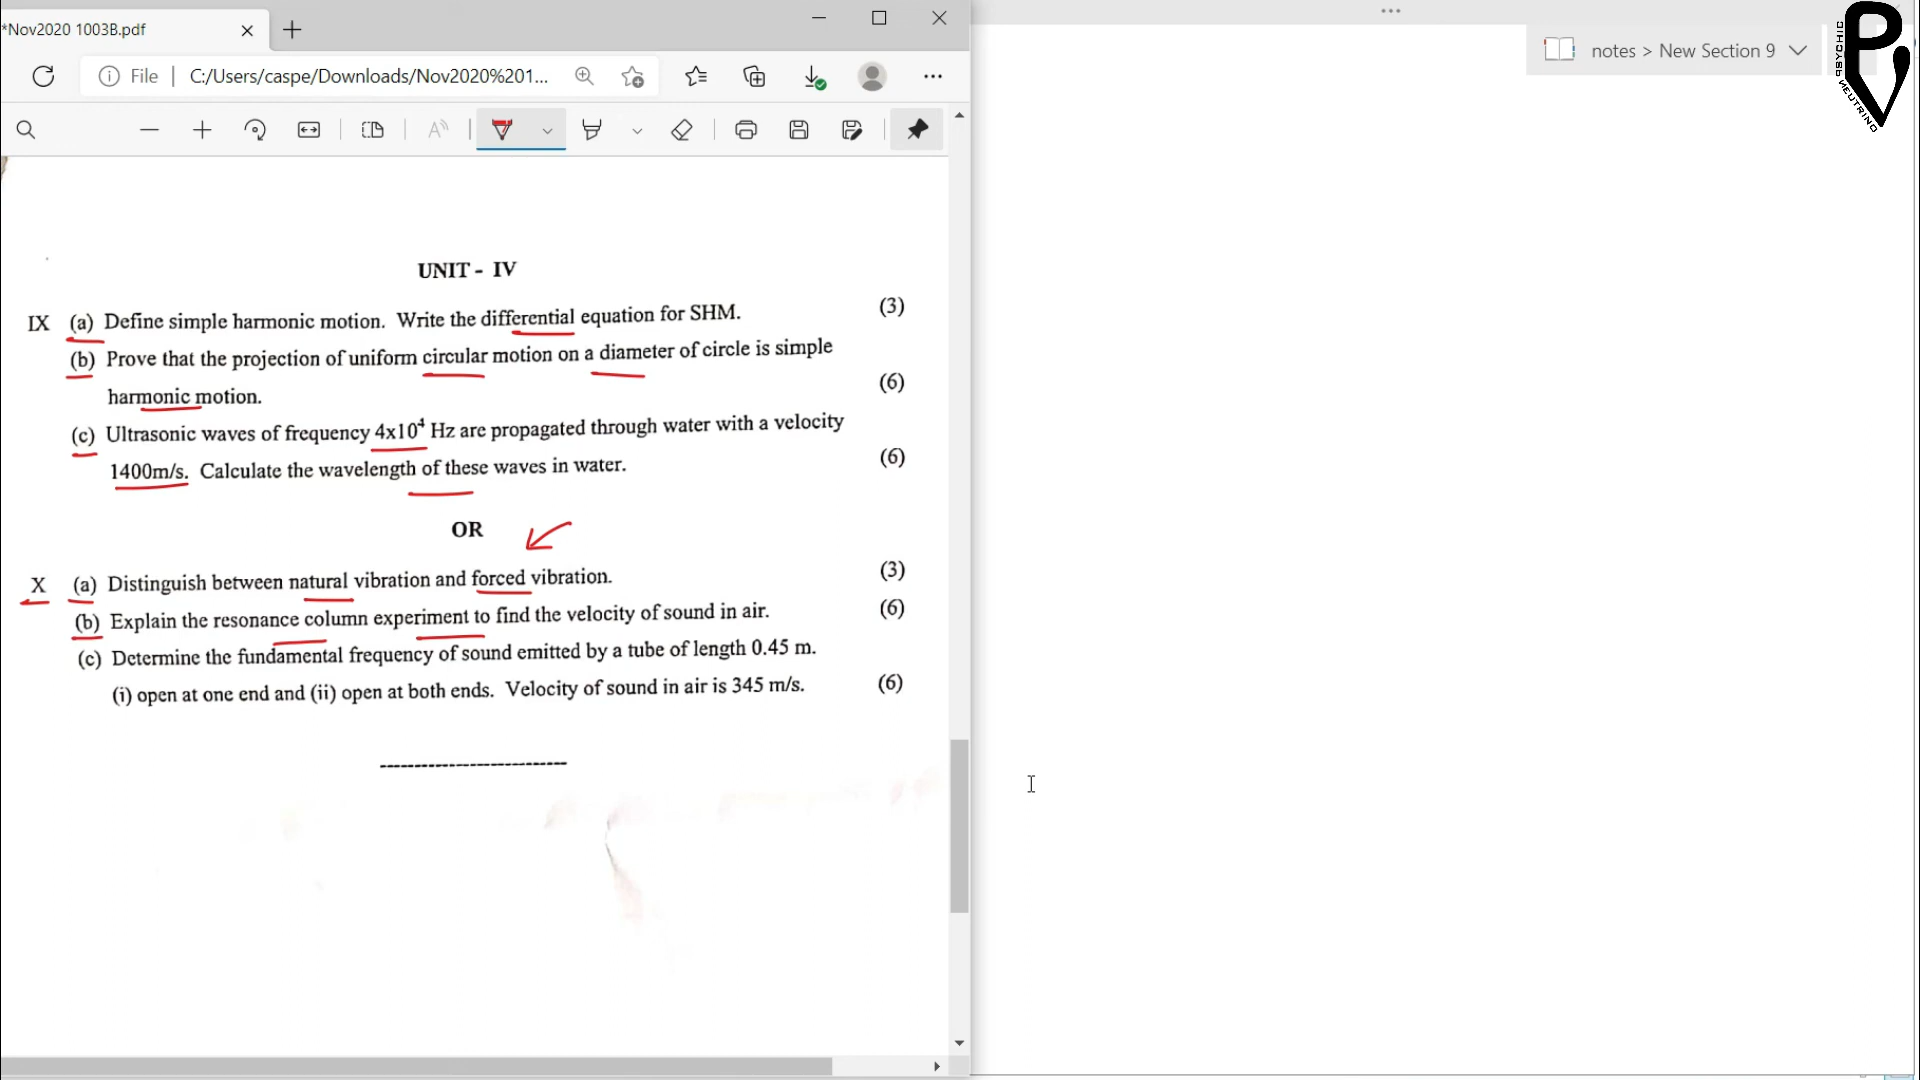 *Nov2020 1003B.pdf
File
C:/Users/caspe/Downloads/Nov2020%201...
notes > New Section 9
PSYCHIC
NEUTRINO
UNIT - IV
IX (a) Define simple harmonic motion. Write the differential equation for SHM. (3)
(b) Prove that the projection of uniform circular motion on a diameter of circle is simple
harmonic motion. (6)
(c) Ultrasonic waves of frequency 4x10⁴ Hz are propagated through water with a velocity
1400m/s. Calculate the wavelength of these waves in water. (6)
OR
X (a) Distinguish between natural vibration and forced vibration. (3)
(b) Explain the resonance column experiment to find the velocity of sound in air. (6)
(c) Determine the fundamental frequency of sound emitted by a tube of length 0.45 m.
(i) open at one end and (ii) open at both ends. Velocity of sound in air is 345 m/s. (6)
---------------------------